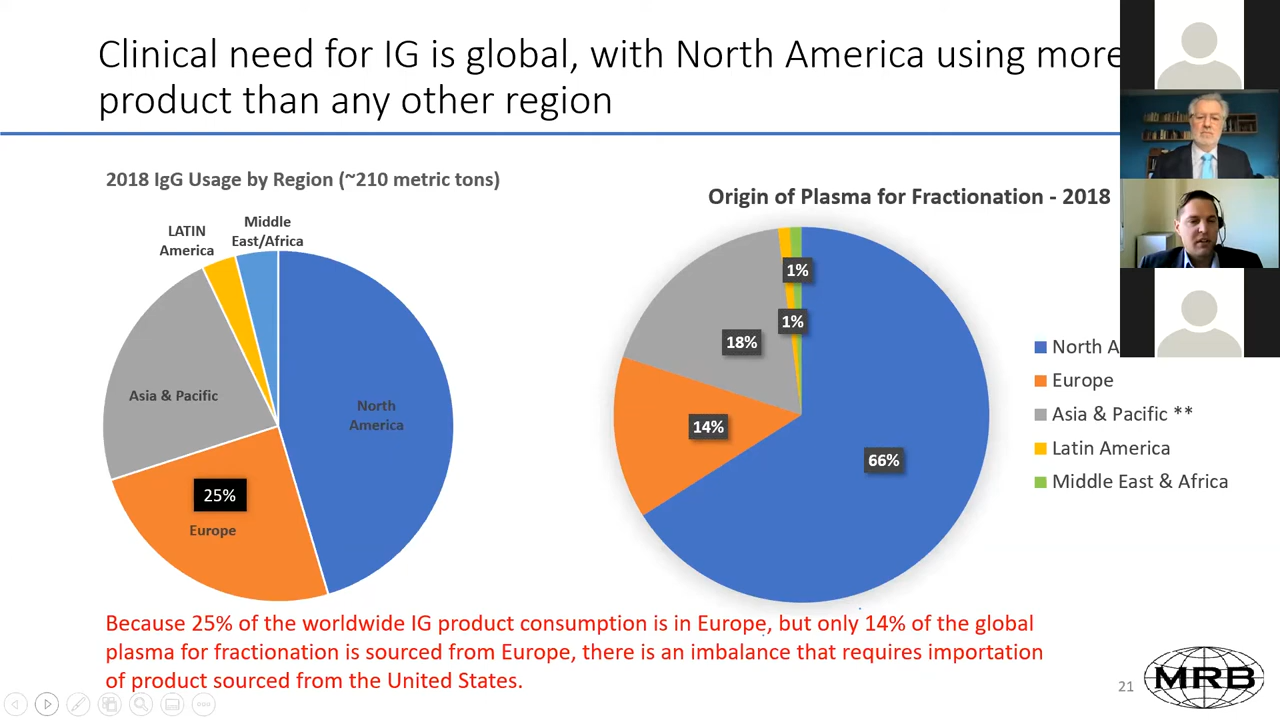 Clinical need for IG is global, with North America using more
product than any other region
2018 IgG Usage by Region (~210 metric tons)
LATIN
America
Middle
East/Africa
Asia & Pacific
North
America
25%
Europe
Origin of Plasma for Fractionation - 2018
1%
1%
18%
14%
66%
North A
Europe
Asia & Pacific **
Latin America
Middle East & Africa
Because 25% of the worldwide IG product consumption is in Europe, but only 14% of the global
plasma for fractionation is sourced from Europe, there is an imbalance that requires importation
of product sourced from the United States.
21
MRB